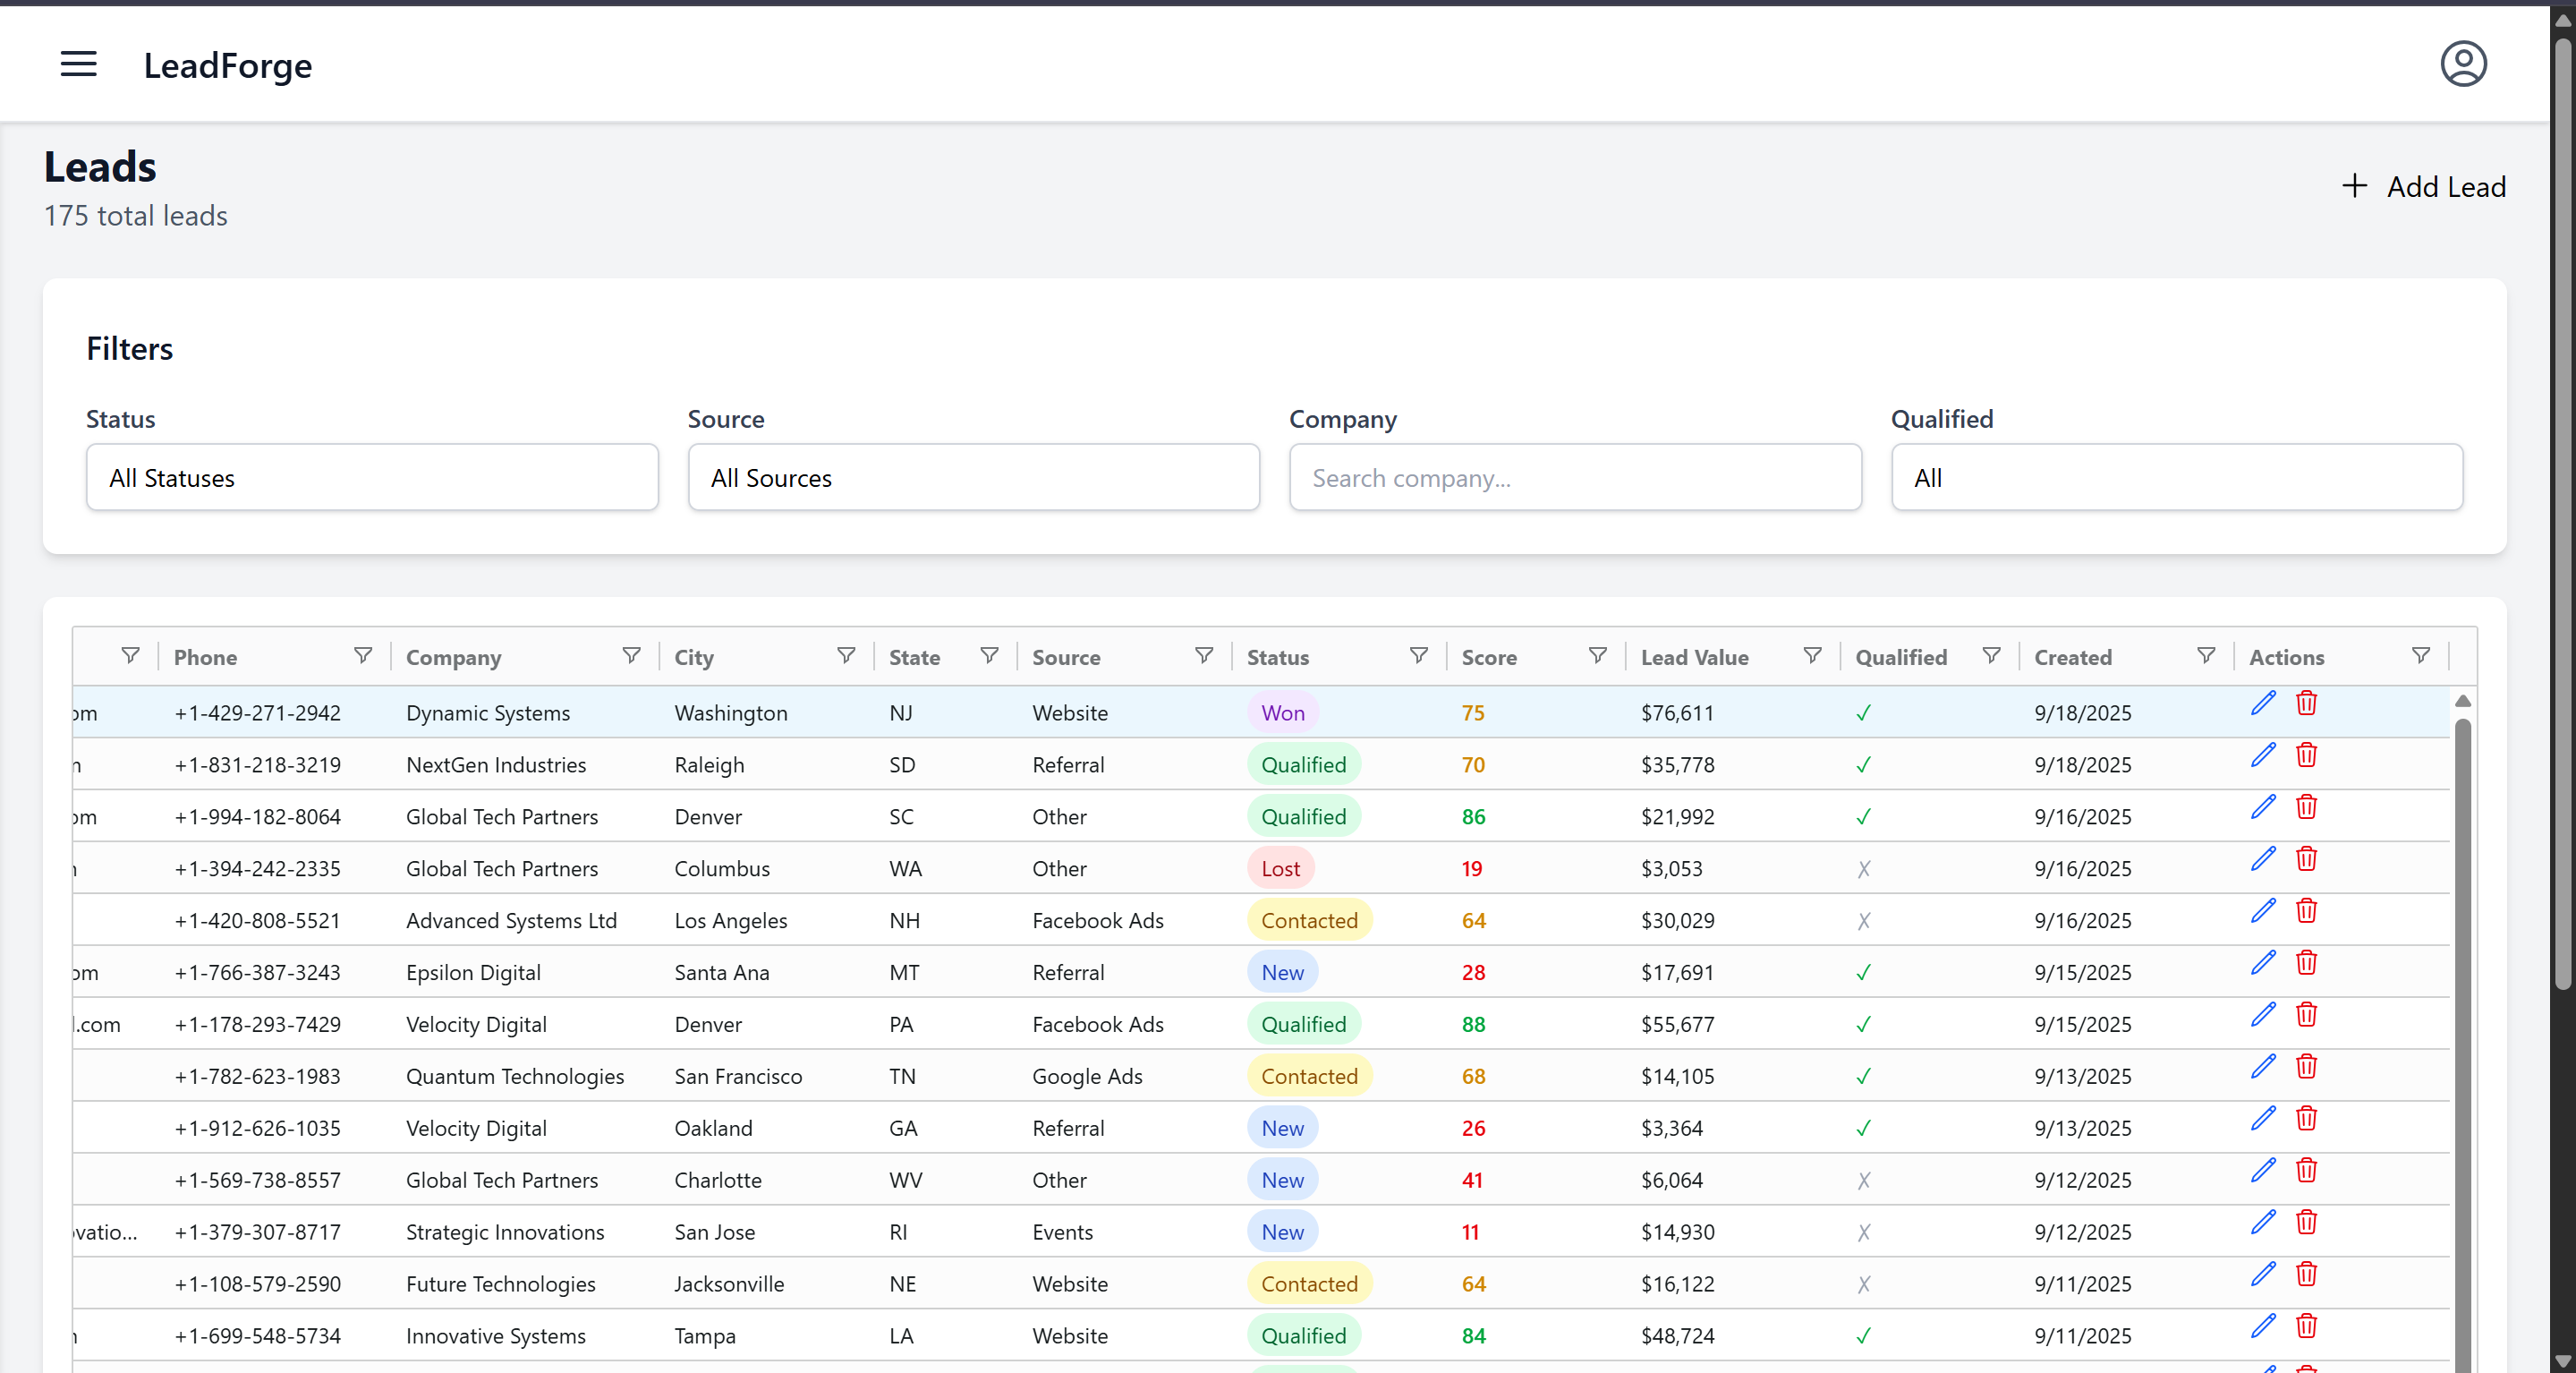 LeadForge
Leads
175 total leads
Add Lead
Filters
Status Source Company Qualified
All Statuses All Sources Search company... All
Phone Company City State Source Status Score Lead Value Qualified Created Actions
om +1-429-271-2942 Dynamic Systems Washington NJ Website Won 75 $76,611 ✓ 9/18/2025
+1-831-218-3219 NextGen Industries Raleigh SD Referral Qualified 70 $35,778 ✓ 9/18/2025
om +1-994-182-8064 Global Tech Partners Denver SC Other Qualified 86 $21,992 ✓ 9/16/2025
+1-394-242-2335 Global Tech Partners Columbus WA Other Lost 19 $3,053 ✗ 9/16/2025
+1-420-808-5521 Advanced Systems Ltd Los Angeles NH Facebook Ads Contacted 64 $30,029 ✗ 9/16/2025
om +1-766-387-3243 Epsilon Digital Santa Ana MT Referral New 28 $17,691 ✓ 9/15/2025
l.com +1-178-293-7429 Velocity Digital Denver PA Facebook Ads Qualified 88 $55,677 ✓ 9/15/2025
+1-782-623-1983 Quantum Technologies San Francisco TN Google Ads Contacted 68 $14,105 ✓ 9/13/2025
+1-912-626-1035 Velocity Digital Oakland GA Referral New 26 $3,364 ✓ 9/13/2025
+1-569-738-8557 Global Tech Partners Charlotte WV Other New 41 $6,064 ✗ 9/12/2025
vatio... +1-379-307-8717 Strategic Innovations San Jose RI Events New 11 $14,930 ✗ 9/12/2025
+1-108-579-2590 Future Technologies Jacksonville NE Website Contacted 64 $16,122 ✗ 9/11/2025
+1-699-548-5734 Innovative Systems Tampa LA Website Qualified 84 $48,724 ✓ 9/11/2025